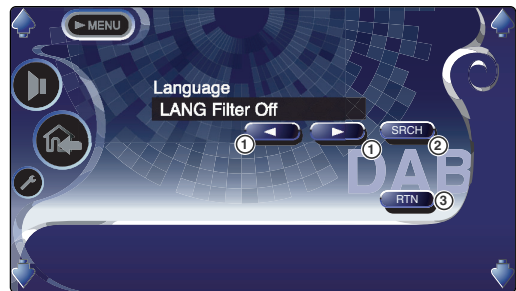 ►MENU
Language
LANG Filter Off
◄ ► SRCH
① ① ②
DAB
RTN ③